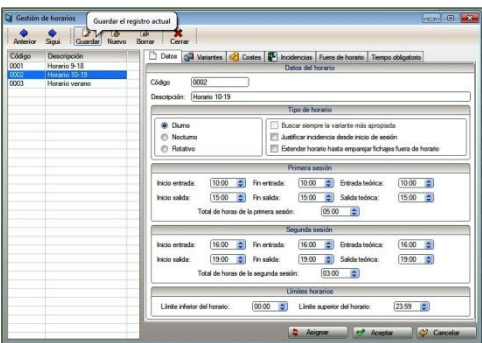 Gestión de horarios
Guardar el registro actual
Anterior Sigui. Guardar Nuevo Borrar Cerrar
Código Descripción
0001 Horario 9-18
0002 Horario 10-19
0003 Horario verano
Datos Variantes Costes Incidencias Fuera de horario Tiempo obligatorio
Datos del horario
Código 0002
Descripción: Horario 10-19
Tipo de horario
Diurno
Nocturno
Rotativo
Buscar siempre la variante más apropiada
Justificar incidencia desde inicio de sesión
Extender horario hasta emparejar fichajes fuera de horario
Primera sesión
Inicio entrada: 10:00 Fin entrada: 10:00 Entrada teórica: 10:00
Inicio salida: 15:00 Fin salida: 15:00 Salida teórica: 15:00
Total de horas de la primera sesión: 05:00
Segunda sesión
Inicio entrada: 16:00 Fin entrada: 16:00 Entrada teórica: 16:00
Inicio salida: 19:00 Fin salida: 19:00 Salida teórica: 19:00
Total de horas de la segunda sesión: 03:00
Límites horarios
Límite inferior del horario: 00:00 Límite superior del horario: 23:59
Asignar Aceptar Cancelar